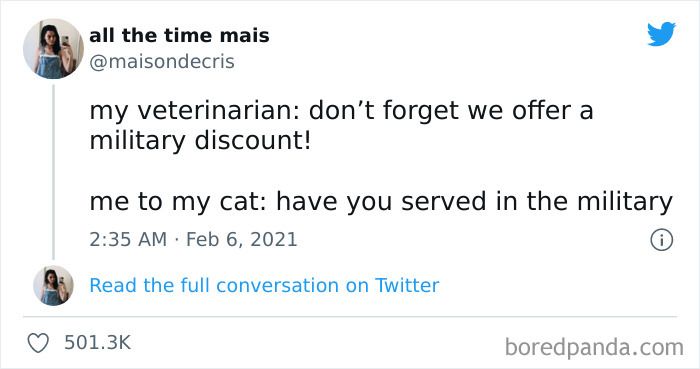 all the time mais
@maisondecris
my veterinarian: don’t forget we offer a
military discount!
me to my cat: have you served in the military
2:35 AM · Feb 6, 2021
Read the full conversation on Twitter
501.3K
boredpanda.com